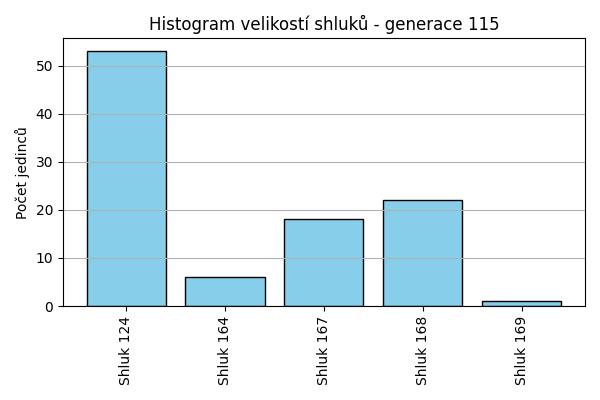 Histogram velikostí shluků - generace 115
Počet jedinců
50
40
30
20
10
0
Shluk 124
Shluk 164
Shluk 167
Shluk 168
Shluk 169